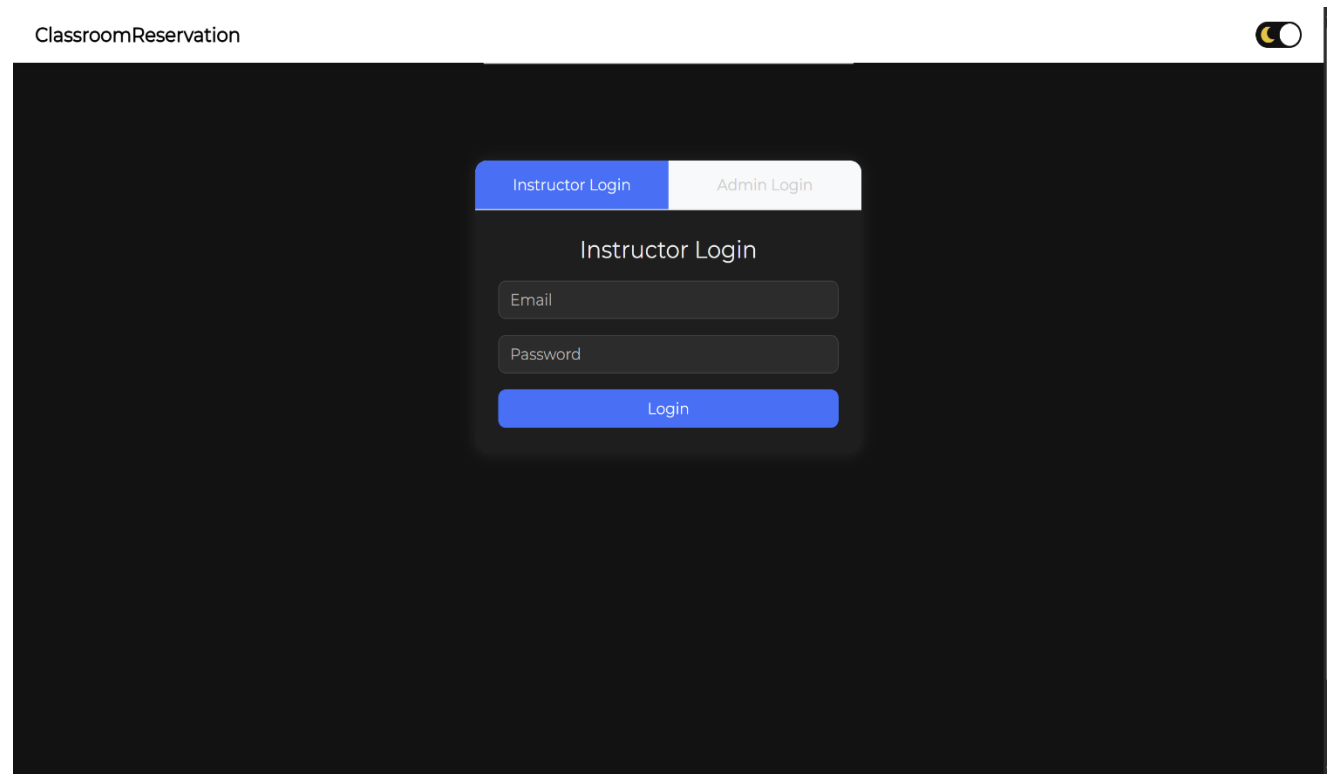 ClassroomReservation
Instructor Login Admin Login
Instructor Login
Email
Password
Login